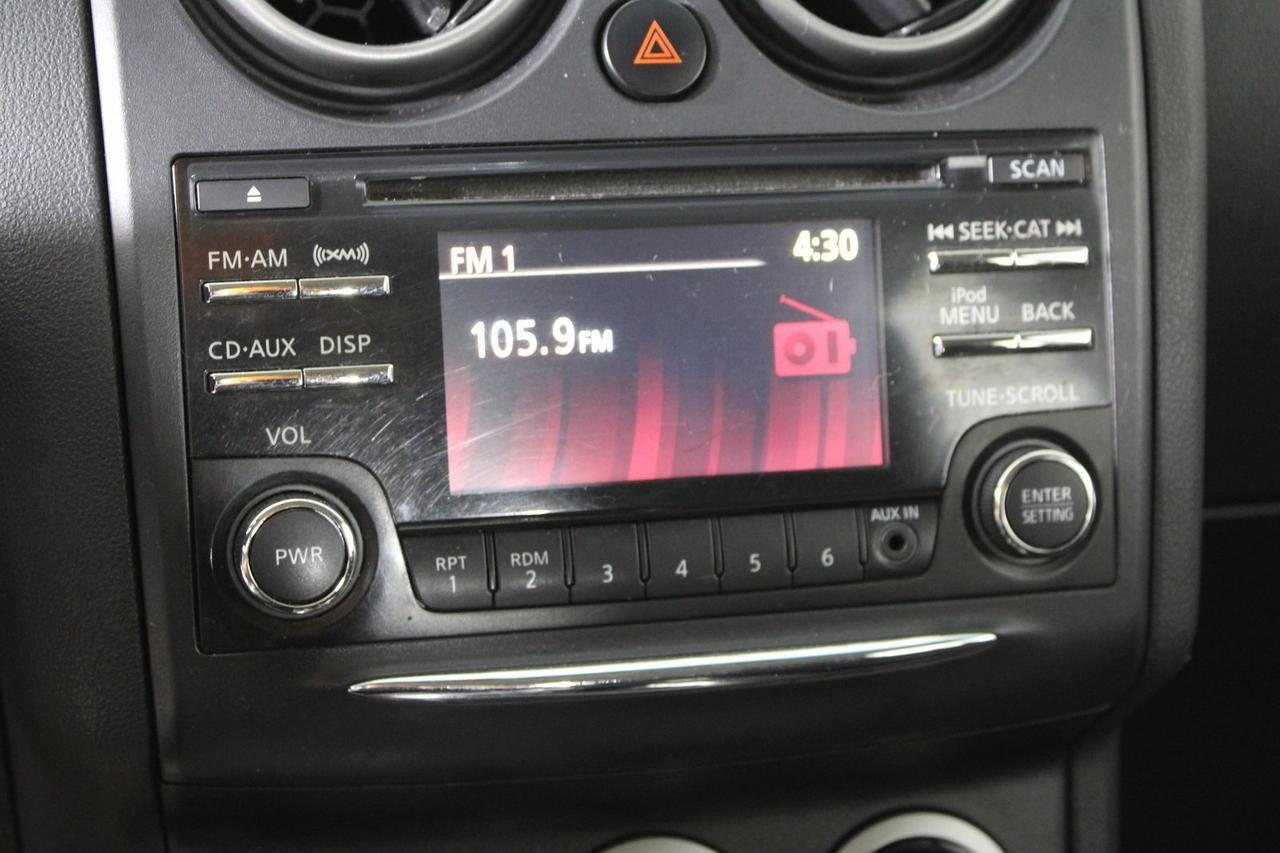 SCAN
FM·AM
((XM))
SEEK·CAT
FM 1
4:30
iPod
MENU
BACK
105.9FM
CD·AUX
DISP
TUNE·SCROLL
VOL
ENTER
SETTING
PWR
RPT
1
RDM
2
3
4
5
6
AUX IN